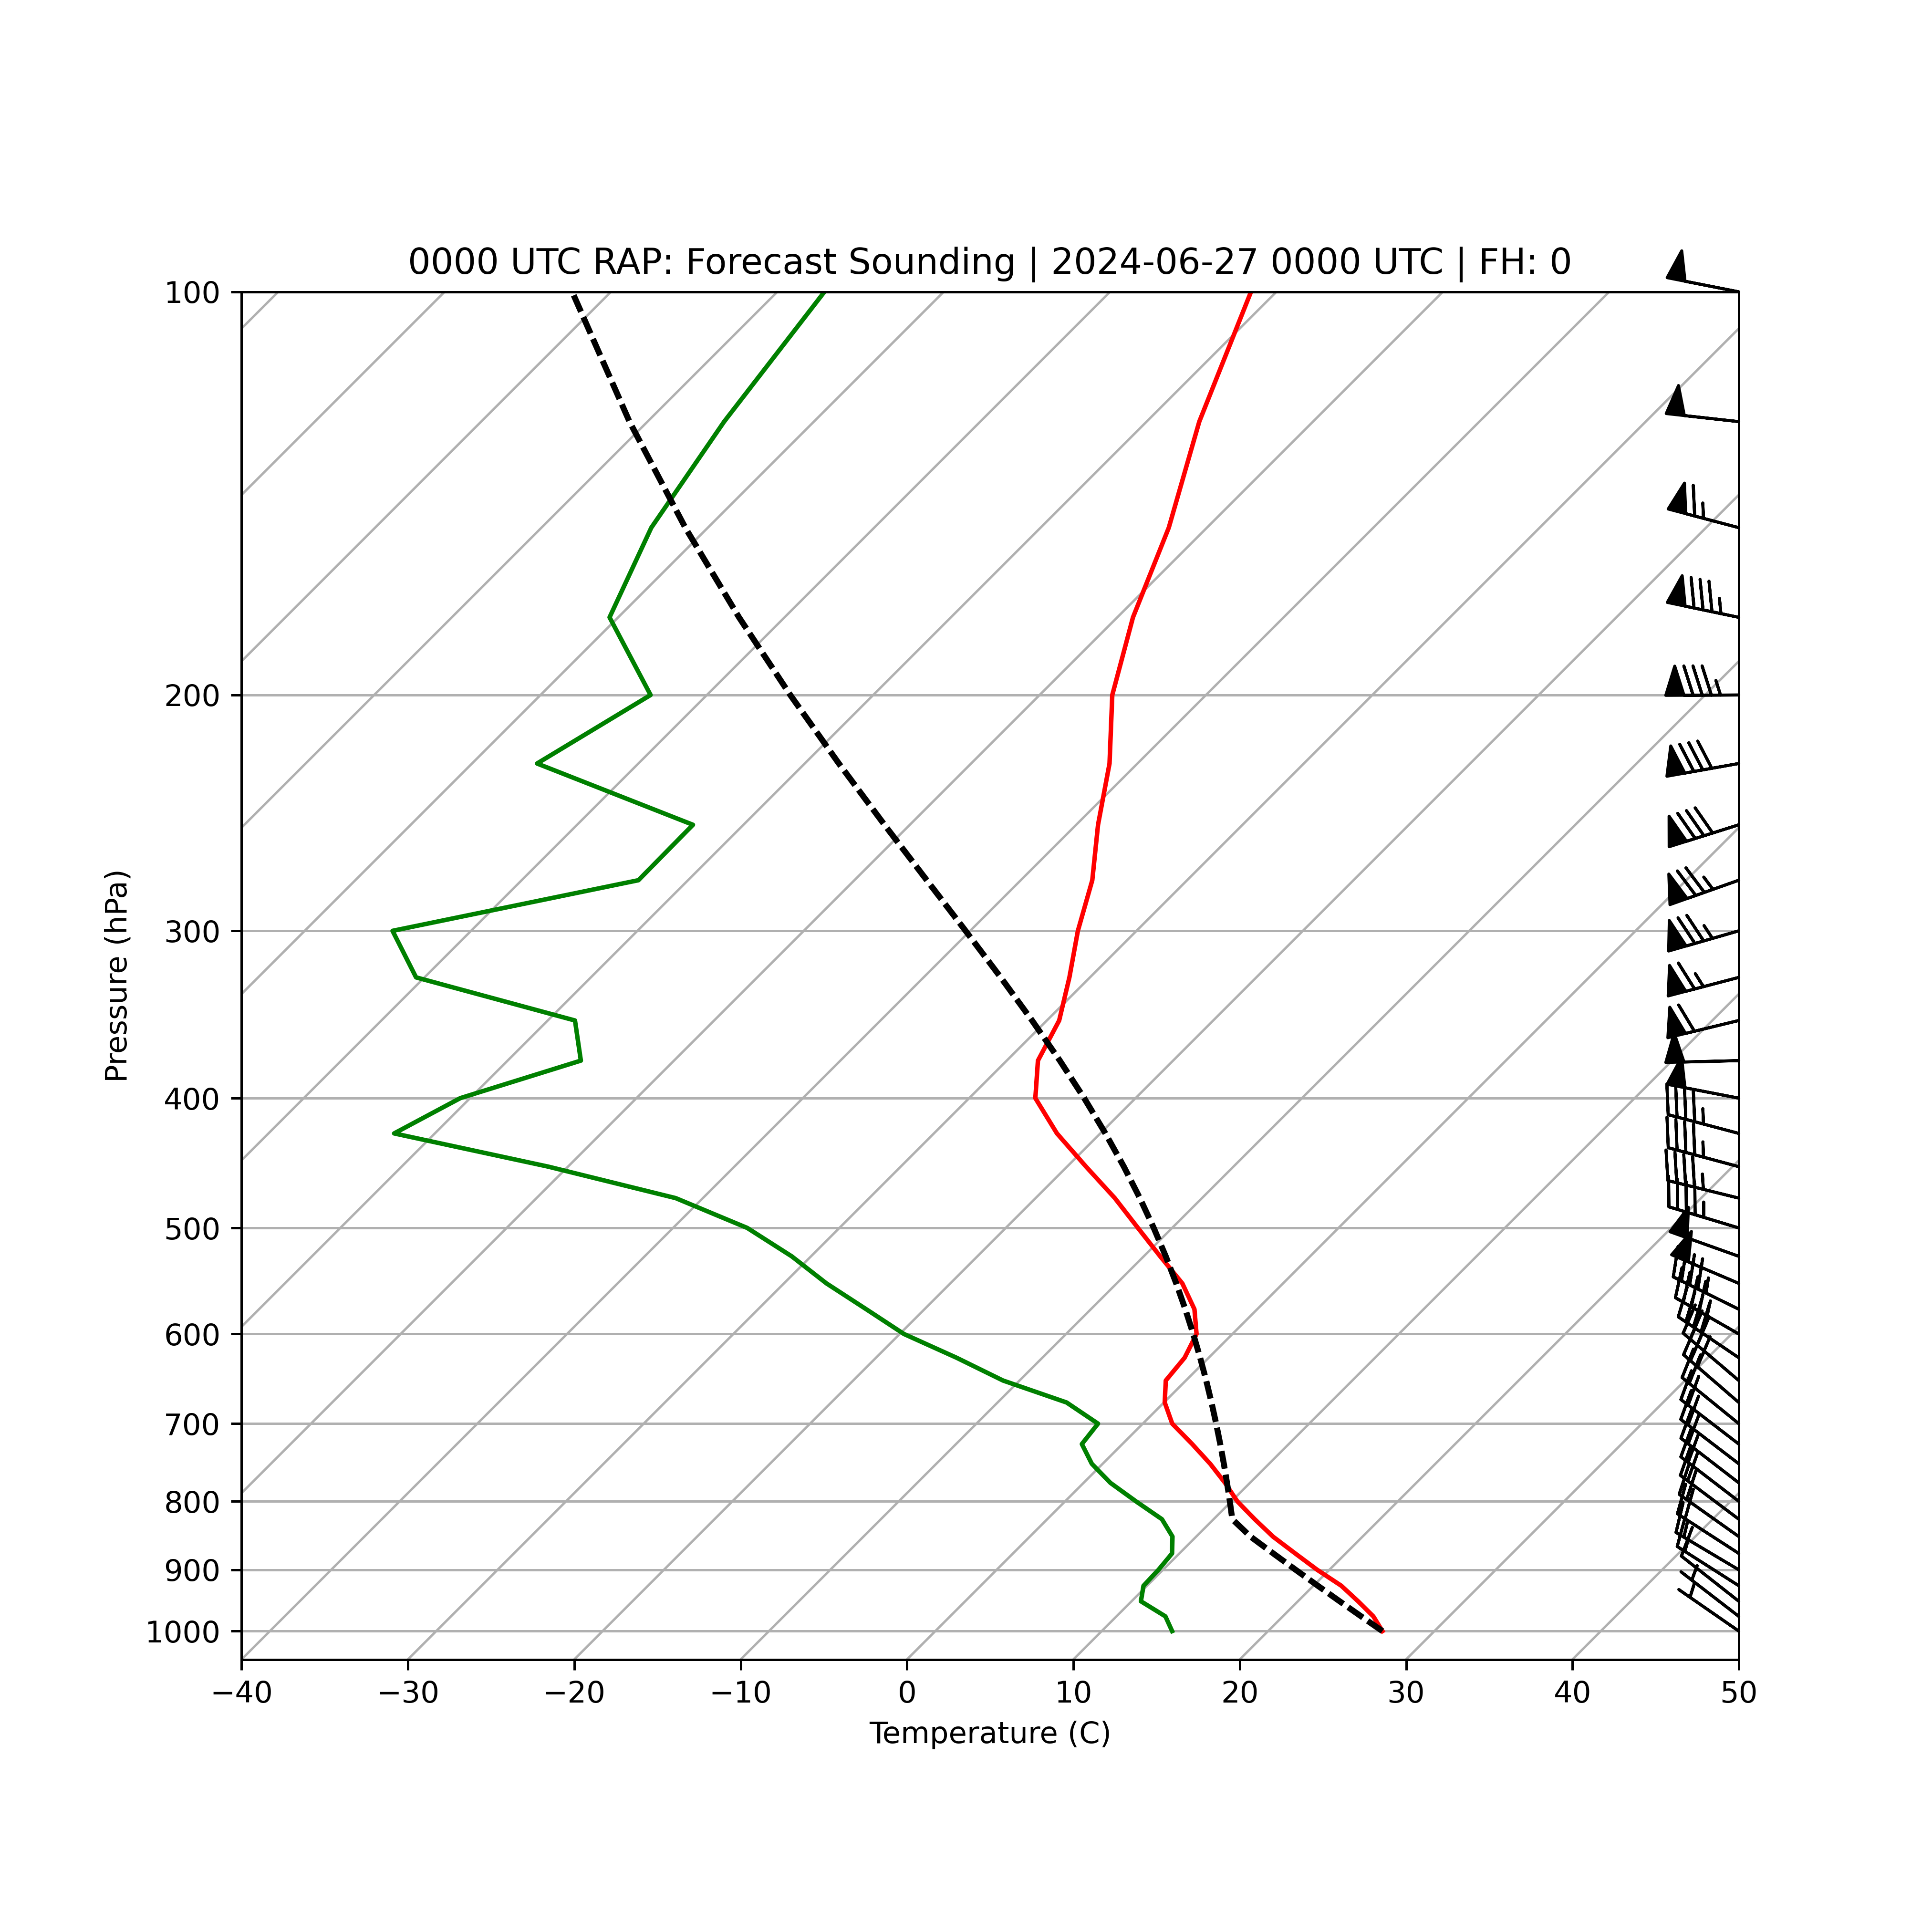 0000 UTC RAP: Forecast Sounding | 2024-06-27 0000 UTC | FH: 0
100
200
300
400
500
600
700
800
900
1000
Pressure (hPa)
−40 −30 −20 −10 0 10 20 30 40 50
Temperature (C)